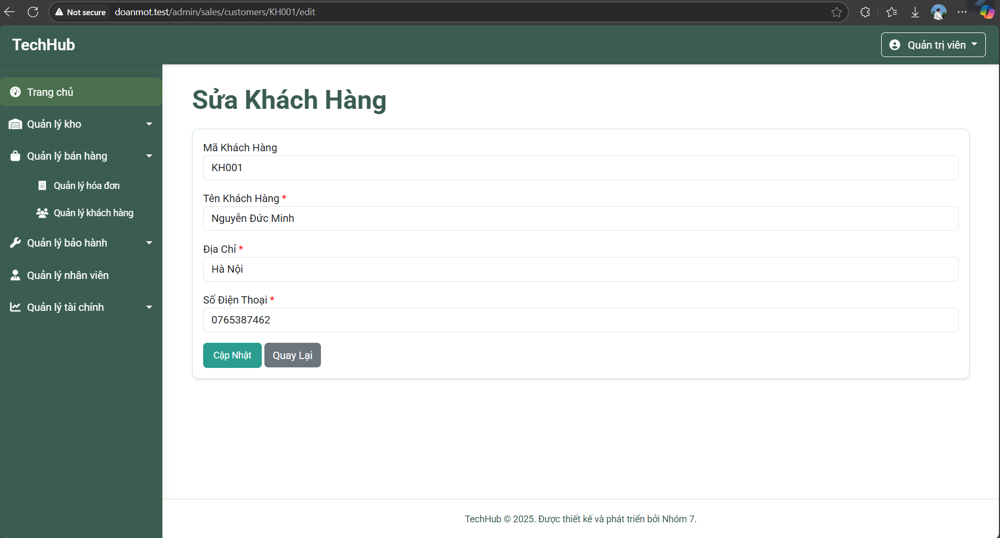 Not secure doanmot.test/admin/sales/customers/KH001/edit
TechHub
Quản trị viên
Trang chủ
Quản lý kho
Quản lý bán hàng
Quản lý hóa đơn
Quản lý khách hàng
Quản lý bảo hành
Quản lý nhân viên
Quản lý tài chính
Sửa Khách Hàng
Mã Khách Hàng
KH001
Tên Khách Hàng *
Nguyễn Đức Minh
Địa Chỉ *
Hà Nội
Số Điện Thoại *
0765387462
Cập Nhật Quay Lại
TechHub © 2025. Được thiết kế và phát triển bởi Nhóm 7.